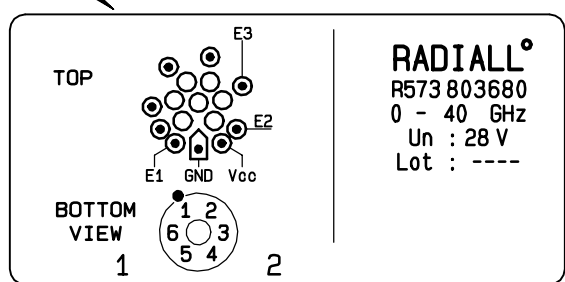 E3
TOP
E2
E1 GND Vcc
BOTTOM
VIEW
1 2
6 3
5 4
1 2
RADIALL°
R573 803680
0 - 40 GHz
Un : 28 V
Lot : ----